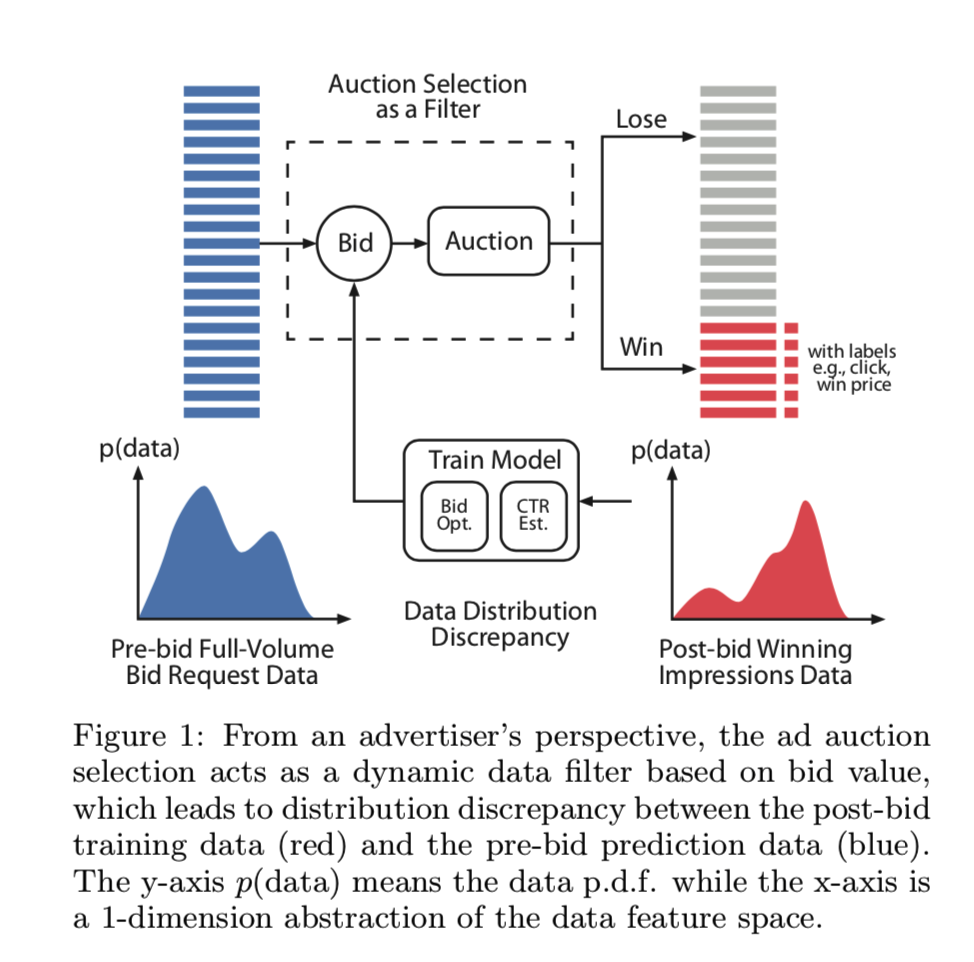 Auction Selection
as a Filter
Lose
Bid
Auction
Win
with labels
e.g., click,
win price
p(data)
Train Model
Bid
Opt.
CTR
Est.
p(data)
Data Distribution
Discrepancy
Pre-bid Full-Volume
Bid Request Data
Post-bid Winning
Impressions Data
Figure 1: From an advertiser's perspective, the ad auction
selection acts as a dynamic data filter based on bid value,
which leads to distribution discrepancy between the post-bid
training data (red) and the pre-bid prediction data (blue).
The y-axis p(data) means the data p.d.f. while the x-axis is
a 1-dimension abstraction of the data feature space.